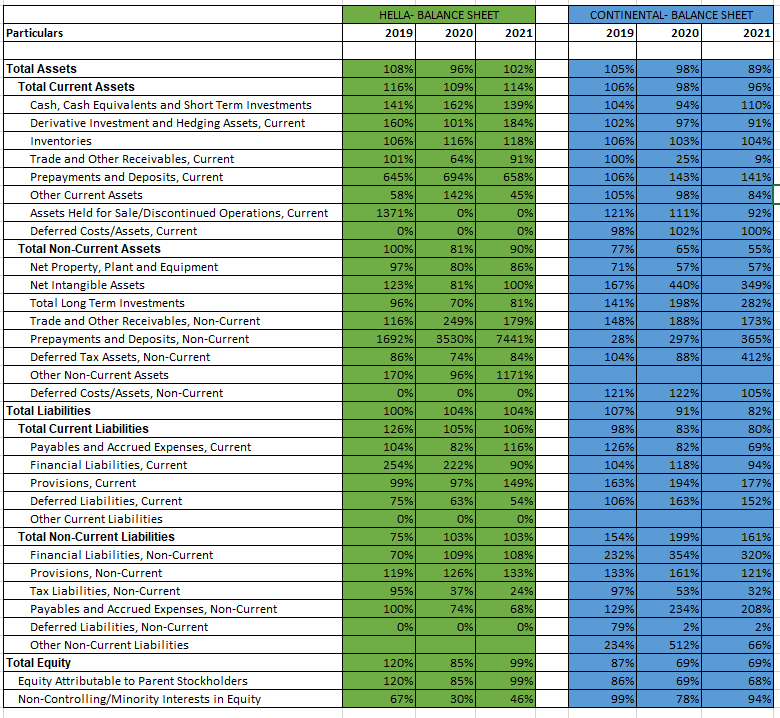 HELLA- BALANCE SHEET CONTINENTAL- BALANCE SHEET
Particulars 2019 2020 2021 2019 2020 2021
Total Assets 108% 96% 102% 105% 98% 89%
Total Current Assets 116% 109% 114% 106% 98% 96%
Cash, Cash Equivalents and Short Term Investments 141% 162% 139% 104% 94% 110%
Derivative Investment and Hedging Assets, Current 160% 101% 184% 102% 97% 91%
Inventories 106% 116% 118% 106% 103% 104%
Trade and Other Receivables, Current 101% 64% 91% 100% 25% 9%
Prepayments and Deposits, Current 645% 694% 658% 106% 143% 141%
Other Current Assets 58% 142% 45% 105% 98% 84%
Assets Held for Sale/Discontinued Operations, Current 1371% 0% 0% 121% 111% 92%
Deferred Costs/Assets, Current 0% 0% 0% 98% 102% 100%
Total Non-Current Assets 100% 81% 90% 77% 65% 55%
Net Property, Plant and Equipment 97% 80% 86% 71% 57% 57%
Net Intangible Assets 123% 81% 100% 167% 440% 349%
Total Long Term Investments 96% 70% 81% 141% 198% 282%
Trade and Other Receivables, Non-Current 116% 249% 179% 148% 188% 173%
Prepayments and Deposits, Non-Current 1692% 3530% 7441% 28% 297% 365%
Deferred Tax Assets, Non-Current 86% 74% 84% 104% 88% 412%
Other Non-Current Assets 170% 96% 1171%
Deferred Costs/Assets, Non-Current 0% 0% 0% 121% 122% 105%
Total Liabilities 100% 104% 104% 107% 91% 82%
Total Current Liabilities 126% 105% 106% 98% 83% 80%
Payables and Accrued Expenses, Current 104% 82% 116% 126% 82% 69%
Financial Liabilities, Current 254% 222% 90% 104% 118% 94%
Provisions, Current 99% 97% 149% 163% 194% 177%
Deferred Liabilities, Current 75% 63% 54% 106% 163% 152%
Other Current Liabilities 0% 0% 0%
Total Non-Current Liabilities 75% 103% 103% 154% 199% 161%
Financial Liabilities, Non-Current 70% 109% 108% 232% 354% 320%
Provisions, Non-Current 119% 126% 133% 133% 161% 121%
Tax Liabilities, Non-Current 95% 37% 24% 97% 53% 32%
Payables and Accrued Expenses, Non-Current 100% 74% 68% 129% 234% 208%
Deferred Liabilities, Non-Current 0% 0% 0% 79% 2% 2%
Other Non-Current Liabilities 234% 512% 66%
Total Equity 120% 85% 99% 87% 69% 69%
Equity Attributable to Parent Stockholders 120% 85% 99% 86% 69% 68%
Non-Controlling/Minority Interests in Equity 67% 30% 46% 99% 78% 94%